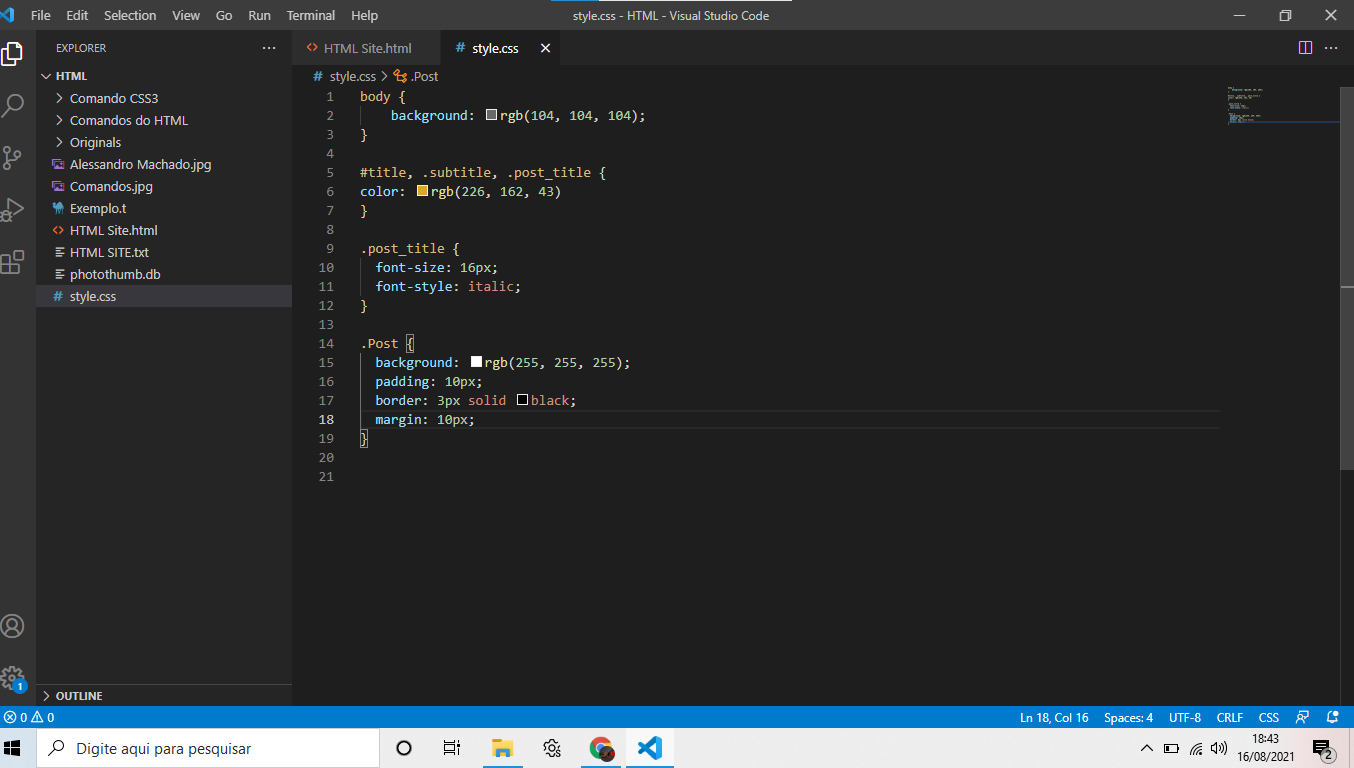 File Edit Selection View Go Run Terminal Help style.css - HTML - Visual Studio Code
EXPLORER
HTML
Comando CSS3
Comandos do HTML
Originals
Alessandro Machado.jpg
Comandos.jpg
Exemplo.t
HTML Site.html
HTML SITE.txt
photothumb.db
style.css
OUTLINE
HTML Site.html # style.css
# style.css > .Post
1 body {
2 background: rgb(104, 104, 104);
3 }
4
5 #title, .subtitle, .post_title {
6 color: rgb(226, 162, 43)
7 }
8
9 .post_title {
10 font-size: 16px;
11 font-style: italic;
12 }
13
14 .Post {
15 background: rgb(255, 255, 255);
16 padding: 10px;
17 border: 3px solid black;
18 margin: 10px;
19 }
20
21
1
0 0 Ln 18, Col 16 Spaces: 4 UTF-8 CRLF CSS
Digite aqui para pesquisar
18:43
16/08/2021
2